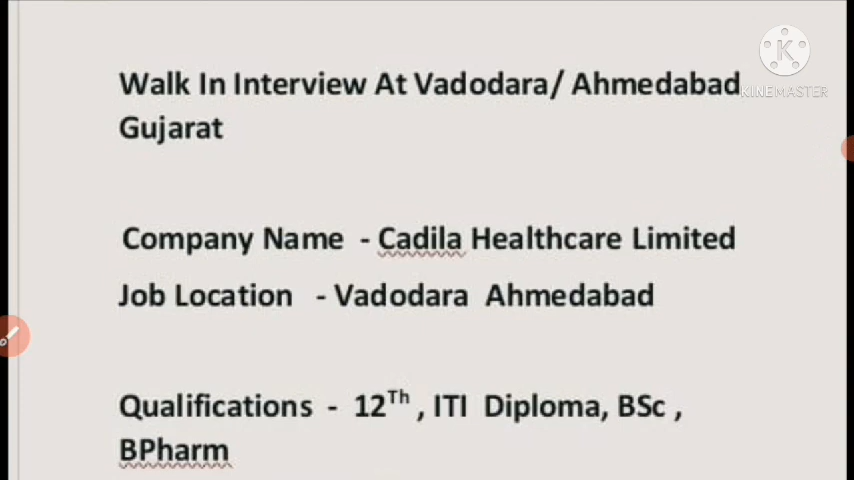 Walk In Interview At Vadodara/ Ahmedabad
Gujarat
K
KINEMASTER
Company Name - Cadila Healthcare Limited
Job Location - Vadodara Ahmedabad
Qualifications - 12Th , ITI Diploma, BSc ,
BPharm